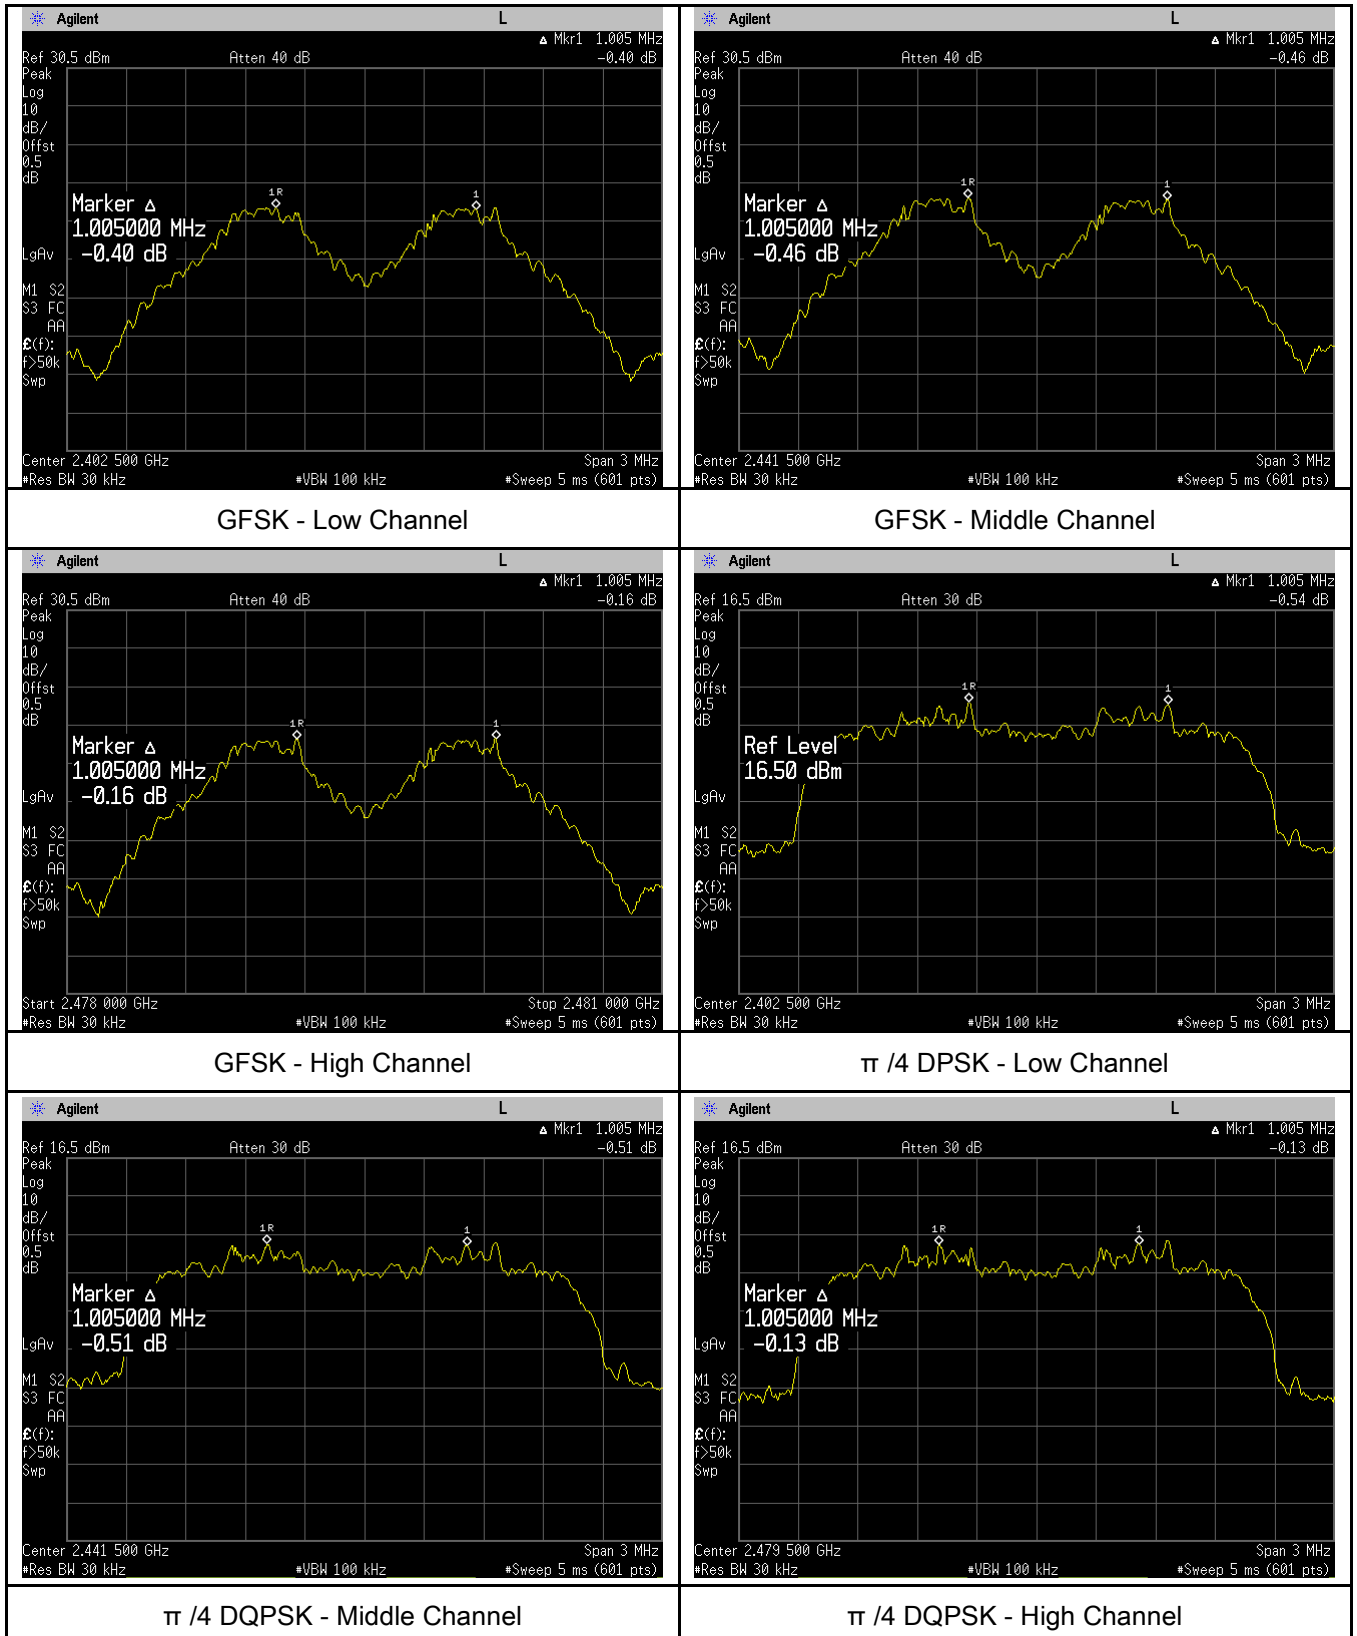 Agilent L
Δ Mkr1 1.005 MHz
Ref 30.5 dBm Atten 40 dB -0.40 dB
Peak
Log
10
dB/
Offst
0.5
dB
1R 1
Marker Δ
1.005000 MHz
-0.40 dB
LgAv
M1 S2
S3 FC
AA
£(f):
f>50k
Swp
Center 2.402 500 GHz Span 3 MHz
#Res BW 30 kHz #VBW 100 kHz #Sweep 5 ms (601 pts)
GFSK - Low Channel
Agilent L
Δ Mkr1 1.005 MHz
Ref 30.5 dBm Atten 40 dB -0.46 dB
Peak
Log
10
dB/
Offst
0.5
dB
1R 1
Marker Δ
1.005000 MHz
-0.46 dB
LgAv
M1 S2
S3 FC
AA
£(f):
f>50k
Swp
Center 2.441 500 GHz Span 3 MHz
#Res BW 30 kHz #VBW 100 kHz #Sweep 5 ms (601 pts)
GFSK - Middle Channel
Agilent L
Δ Mkr1 1.005 MHz
Ref 30.5 dBm Atten 40 dB -0.16 dB
Peak
Log
10
dB/
Offst
0.5
dB
1R 1
Marker Δ
1.005000 MHz
-0.16 dB
LgAv
M1 S2
S3 FC
AA
£(f):
f>50k
Swp
Start 2.478 000 GHz Stop 2.481 000 GHz
#Res BW 30 kHz #VBW 100 kHz #Sweep 5 ms (601 pts)
GFSK - High Channel
Agilent L
Δ Mkr1 1.005 MHz
Ref 16.5 dBm Atten 30 dB -0.54 dB
Peak
Log
10
dB/
Offst
0.5
dB
1R 1
Ref Level
16.50 dBm
LgAv
M1 S2
S3 FC
AA
£(f):
f>50k
Swp
Center 2.402 500 GHz Span 3 MHz
#Res BW 30 kHz #VBW 100 kHz #Sweep 5 ms (601 pts)
π /4 DPSK - Low Channel
Agilent L
Δ Mkr1 1.005 MHz
Ref 16.5 dBm Atten 30 dB -0.51 dB
Peak
Log
10
dB/
Offst
0.5
dB
1R 1
Marker Δ
1.005000 MHz
-0.51 dB
LgAv
M1 S2
S3 FC
AA
£(f):
f>50k
Swp
Center 2.441 500 GHz Span 3 MHz
#Res BW 30 kHz #VBW 100 kHz #Sweep 5 ms (601 pts)
π /4 DQPSK - Middle Channel
Agilent L
Δ Mkr1 1.005 MHz
Ref 16.5 dBm Atten 30 dB -0.13 dB
Peak
Log
10
dB/
Offst
0.5
dB
1R 1
Marker Δ
1.005000 MHz
-0.13 dB
LgAv
M1 S2
S3 FC
AA
£(f):
f>50k
Swp
Center 2.479 500 GHz Span 3 MHz
#Res BW 30 kHz #VBW 100 kHz #Sweep 5 ms (601 pts)
π /4 DQPSK - High Channel